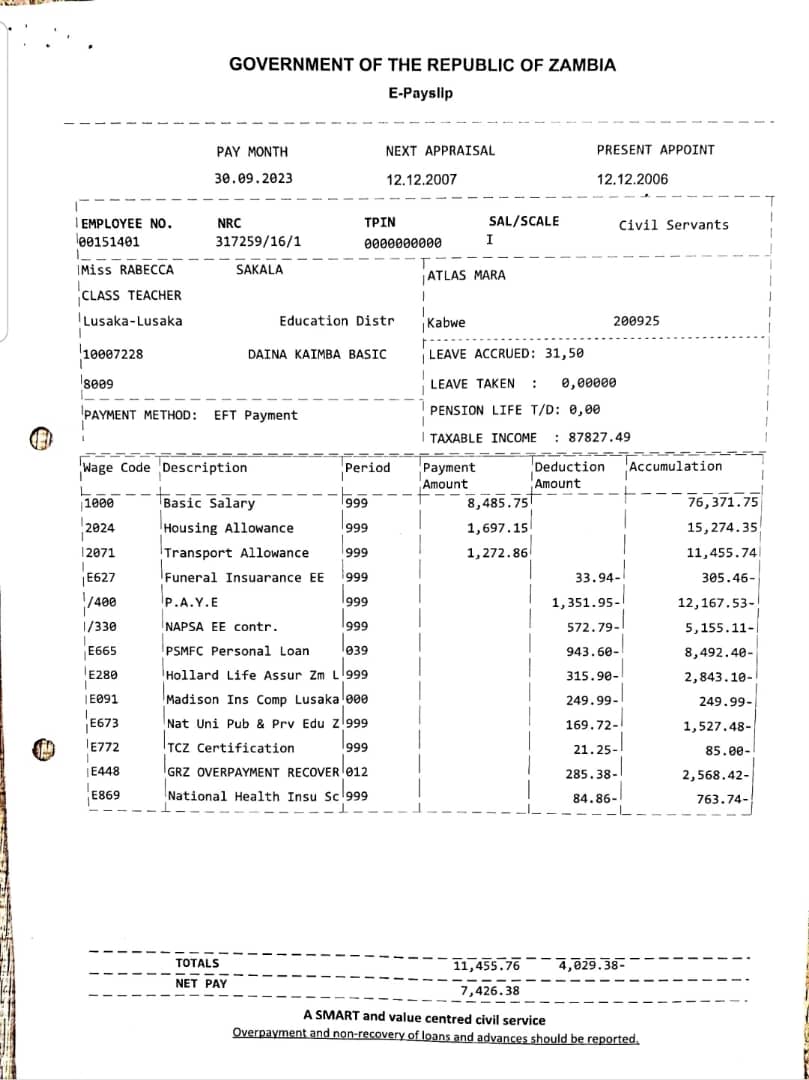 GOVERNMENT OF THE REPUBLIC OF ZAMBIA
E-Payslip
PAY MONTH NEXT APPRAISAL PRESENT APPOINT
30.09.2023 12.12.2007 12.12.2006
EMPLOYEE NO. NRC TPIN SAL/SCALE Civil Servants
00151401 317259/16/1 0000000000 I
Miss RABECCA SAKALA ATLAS MARA
CLASS TEACHER
Lusaka-Lusaka Education Distr Kabwe 200925
10007228 DAINA KAIMBA BASIC LEAVE ACCRUED: 31,50
8009 LEAVE TAKEN : 0,00000
PAYMENT METHOD: EFT Payment PENSION LIFE T/D: 0,00
TAXABLE INCOME : 87827.49
Wage Code Description Period Payment Deduction Accumulation
Amount Amount
1000 Basic Salary 999 8,485.75 76,371.75
2024 Housing Allowance 999 1,697.15 15,274.35
2071 Transport Allowance 999 1,272.86 11,455.74
E627 Funeral Insuarance EE 999 33.94- 305.46-
/400 P.A.Y.E 999 1,351.95- 12,167.53-
/330 NAPSA EE contr. 999 572.79- 5,155.11-
E665 PSMFC Personal Loan 039 943.60- 8,492.40-
E280 Hollard Life Assur Zm L 999 315.90- 2,843.10-
E091 Madison Ins Comp Lusaka 000 249.99- 249.99-
E673 Nat Uni Pub & Prv Edu Z 999 169.72- 1,527.48-
E772 TCZ Certification 999 21.25- 85.00-
E448 GRZ OVERPAYMENT RECOVER 012 285.38- 2,568.42-
E869 National Health Insu Sc 999 84.86- 763.74-
TOTALS 11,455.76 4,029.38-
NET PAY 7,426.38
A SMART and value centred civil service
Overpayment and non-recovery of loans and advances should be reported.